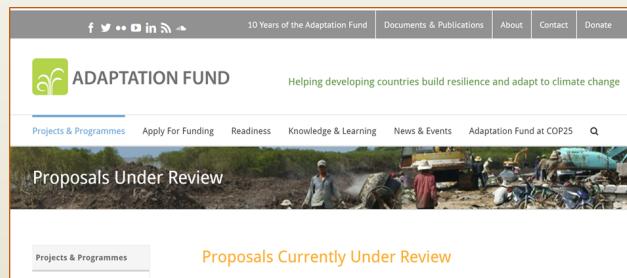 10 Years of the Adaptation Fund Documents & Publications About Contact Donate
ADAPTATION FUND
Helping developing countries build resilience and adapt to climate change
Projects & Programmes Apply For Funding Readiness Knowledge & Learning News & Events Adaptation Fund at COP25
Proposals Under Review
Projects & Programmes
Proposals Currently Under Review